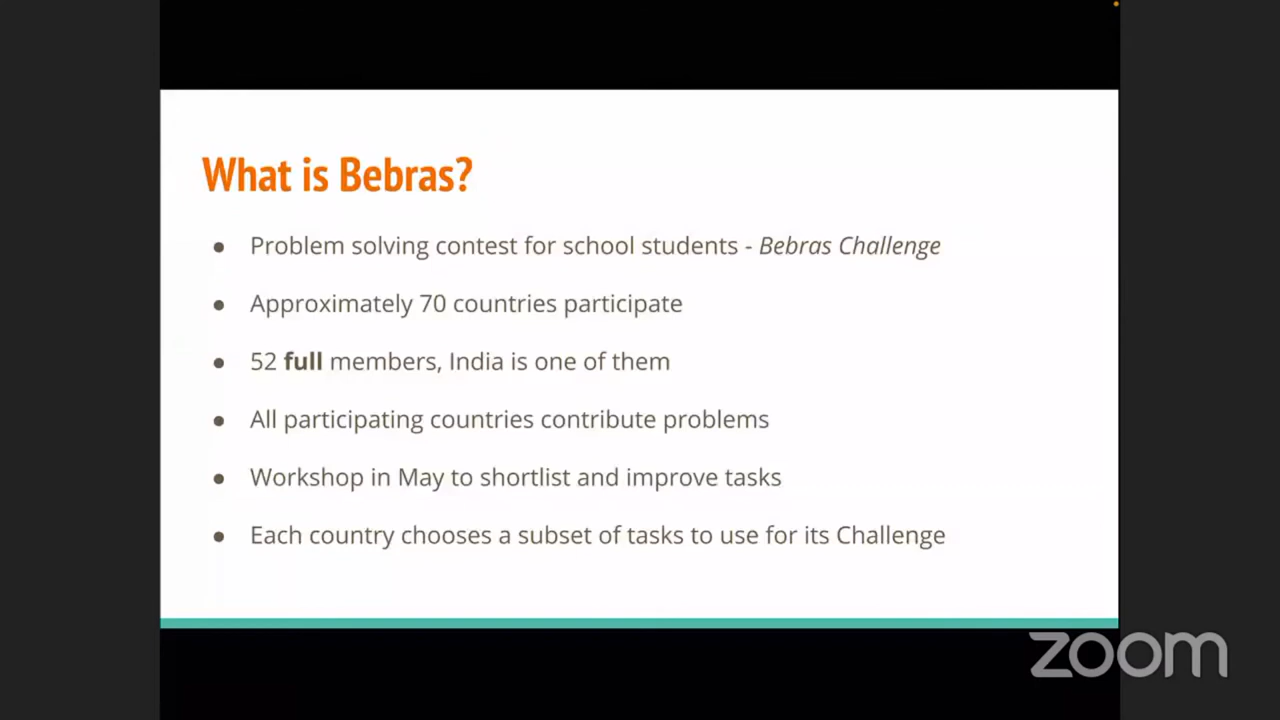 What is Bebras?
● Problem solving contest for school students - Bebras Challenge
● Approximately 70 countries participate
● 52 full members, India is one of them
● All participating countries contribute problems
● Workshop in May to shortlist and improve tasks
● Each country chooses a subset of tasks to use for its Challenge
zoom